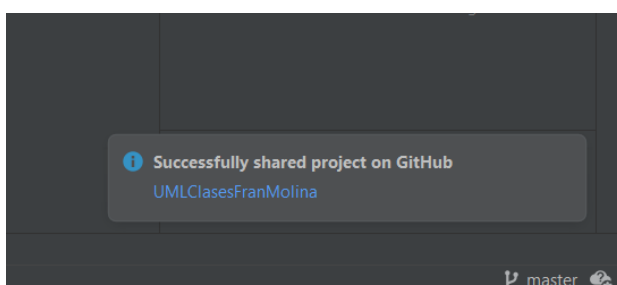 Successfully shared project on GitHub
UMLClasesFranMolina
master